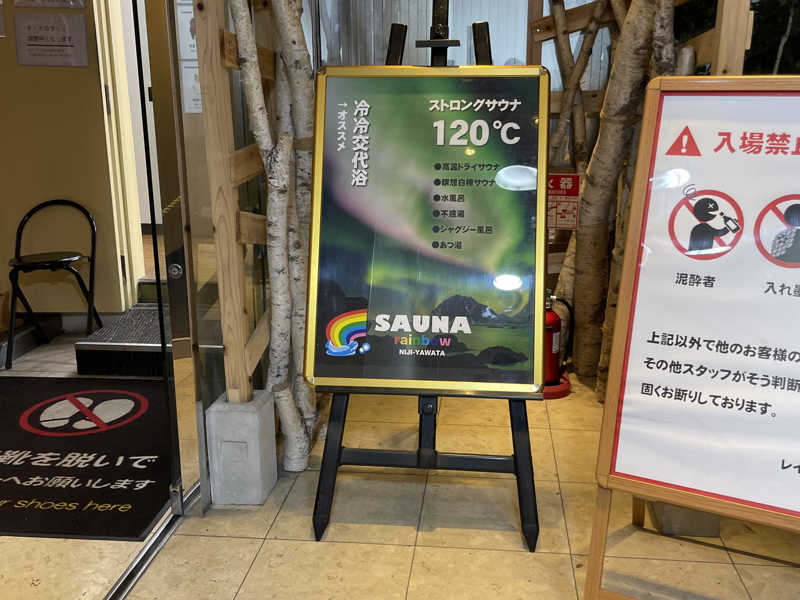 冷冷交代浴
→オススメ
ストロングサウナ
120℃
●高温ドライサウナ
●瞑想白樺サウナ
●水風呂
●不感湯
●ジャグジー風呂
●あつ湯
SAUNA
rainbow
NIJI-YAWATA
入場禁止
泥酔者
入れ墨
上記以外で他のお客様の
その他スタッフがそう判断
固くお断りしております。
靴を脱いで
へお願いします
shoes here
器